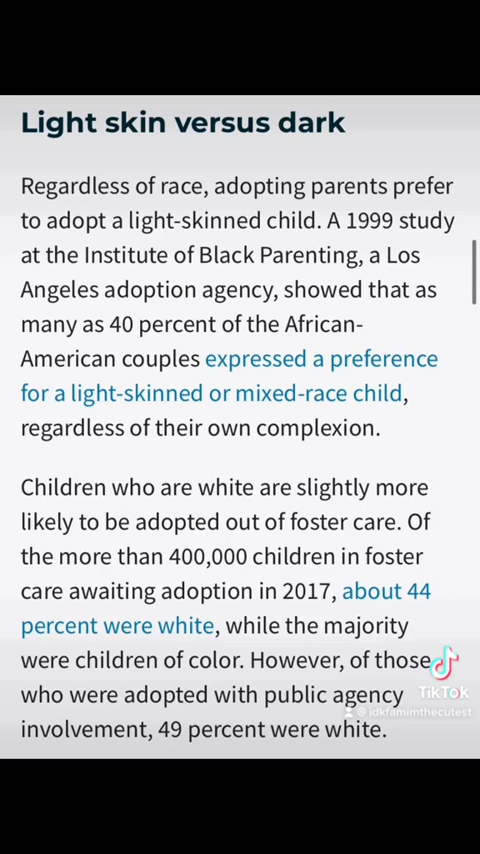 Light skin versus dark
Regardless of race, adopting parents prefer
to adopt a light-skinned child. A 1999 study
at the Institute of Black Parenting, a Los
Angeles adoption agency, showed that as
many as 40 percent of the African-
American couples expressed a preference
for a light-skinned or mixed-race child,
regardless of their own complexion.
Children who are white are slightly more
likely to be adopted out of foster care. Of
the more than 400,000 children in foster
care awaiting adoption in 2017, about 44
percent were white, while the majority
were children of color. However, of those
who were adopted with public agency
involvement, 49 percent were white.
TikTok
@idkfamimthecutest